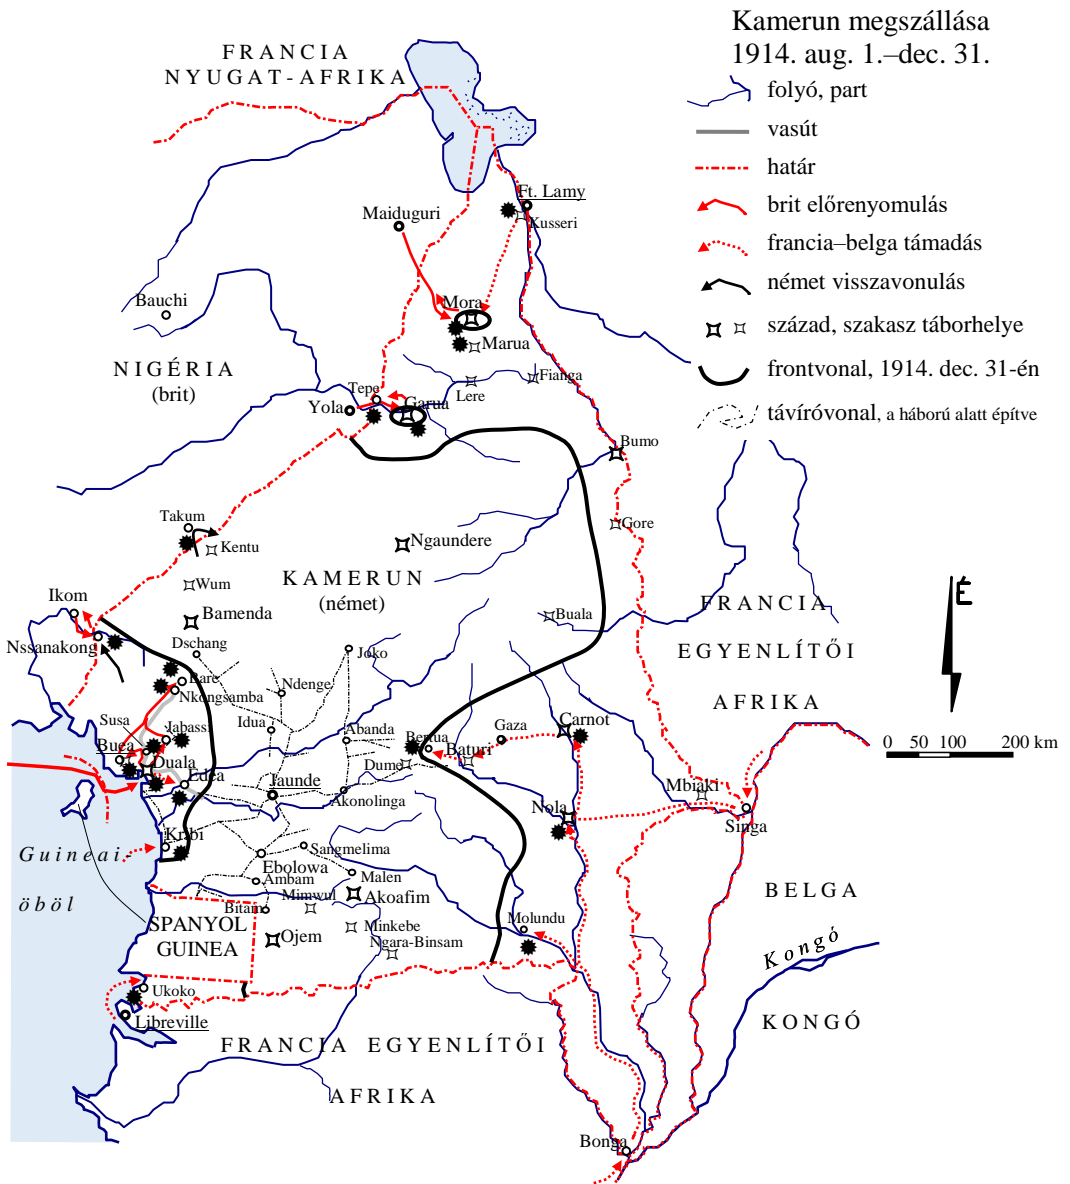 Kamerun megszállása
1914. aug. 1.–dec. 31.
folyó, part
vasút
határ
brit előrenyomulás
francia–belga támadás
német visszavonulás
század, szakasz táborhelye
frontvonal, 1914. dec. 31-én
távíróvonal, a háború alatt építve
FRANCIA
NYUGAT-AFRIKA
Ft. Lamy
Kusseri
Maiduguri
Bauchi
Mora
Marua
NIGÉRIA
(brit)
Fianga
Lere
Tepe
Yola
Garua
Bumo
Takum
Kentu
Gore
Ngaundere
Wum
KAMERUN
(német)
Ikom
Bamenda
Buala
FRANCIA
EGYENLÍTŐI
AFRIKA
É
Nssanakong
Dschang
Joko
Bare
Nkongsamba
Ndenge
Susa
Jabassi
Idua
Abanda
Bertua
Gaza
Carnot
Buea
Duala
Dume
Baturi
0 50 100 200 km
Edea
Jaunde
Akonolinga
Mbiaki
Nola
Singa
Kribi
Sangmelima
Guineai-
öböl
Ebolowa
Ambam
Malen
Mimwul
Akoafim
BELGA
Bitam
SPANYOL
GUINEA
Ojem
Minkebe
Ngara-Binsam
Molundu
Kongó
Ukoko
Libreville
KONGÓ
FRANCIA EGYENLÍTŐI
AFRIKA
Bonga